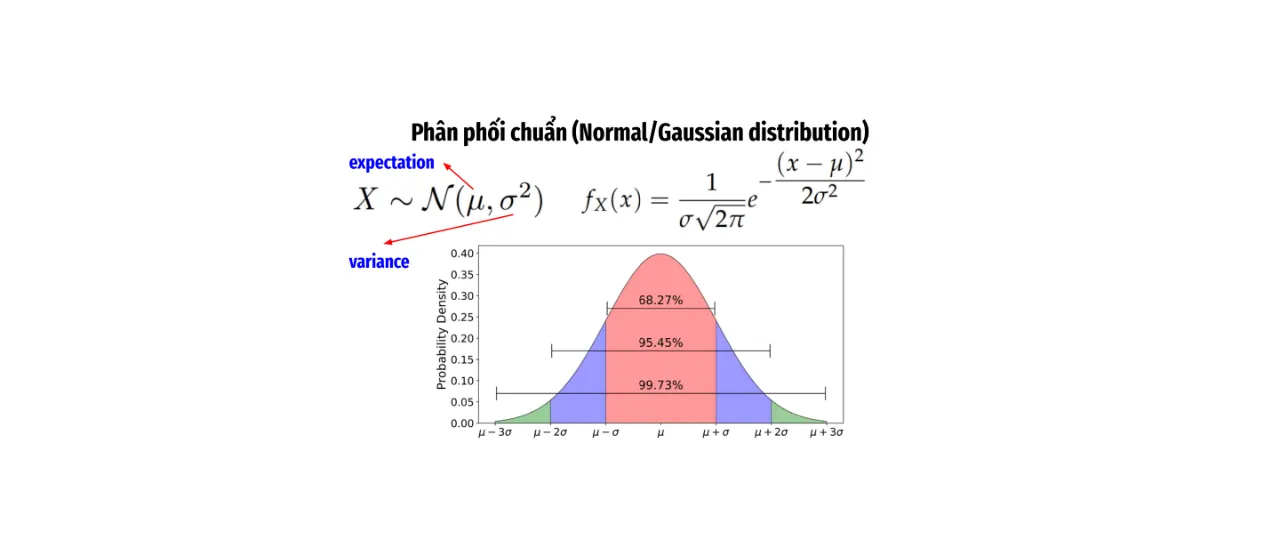 Phân phối chuẩn (Normal/Gaussian distribution)
expectation
X ∼ 𝒩(μ, σ²)
f_X(x) = 1/(σ√(2π)) e^(−(x − μ)²/(2σ²))
variance
Probability Density
0.40
0.35
0.30
0.25
0.20
0.15
0.10
0.05
0.00
68.27%
95.45%
99.73%
μ − 3σ μ − 2σ μ − σ μ μ + σ μ + 2σ μ + 3σ